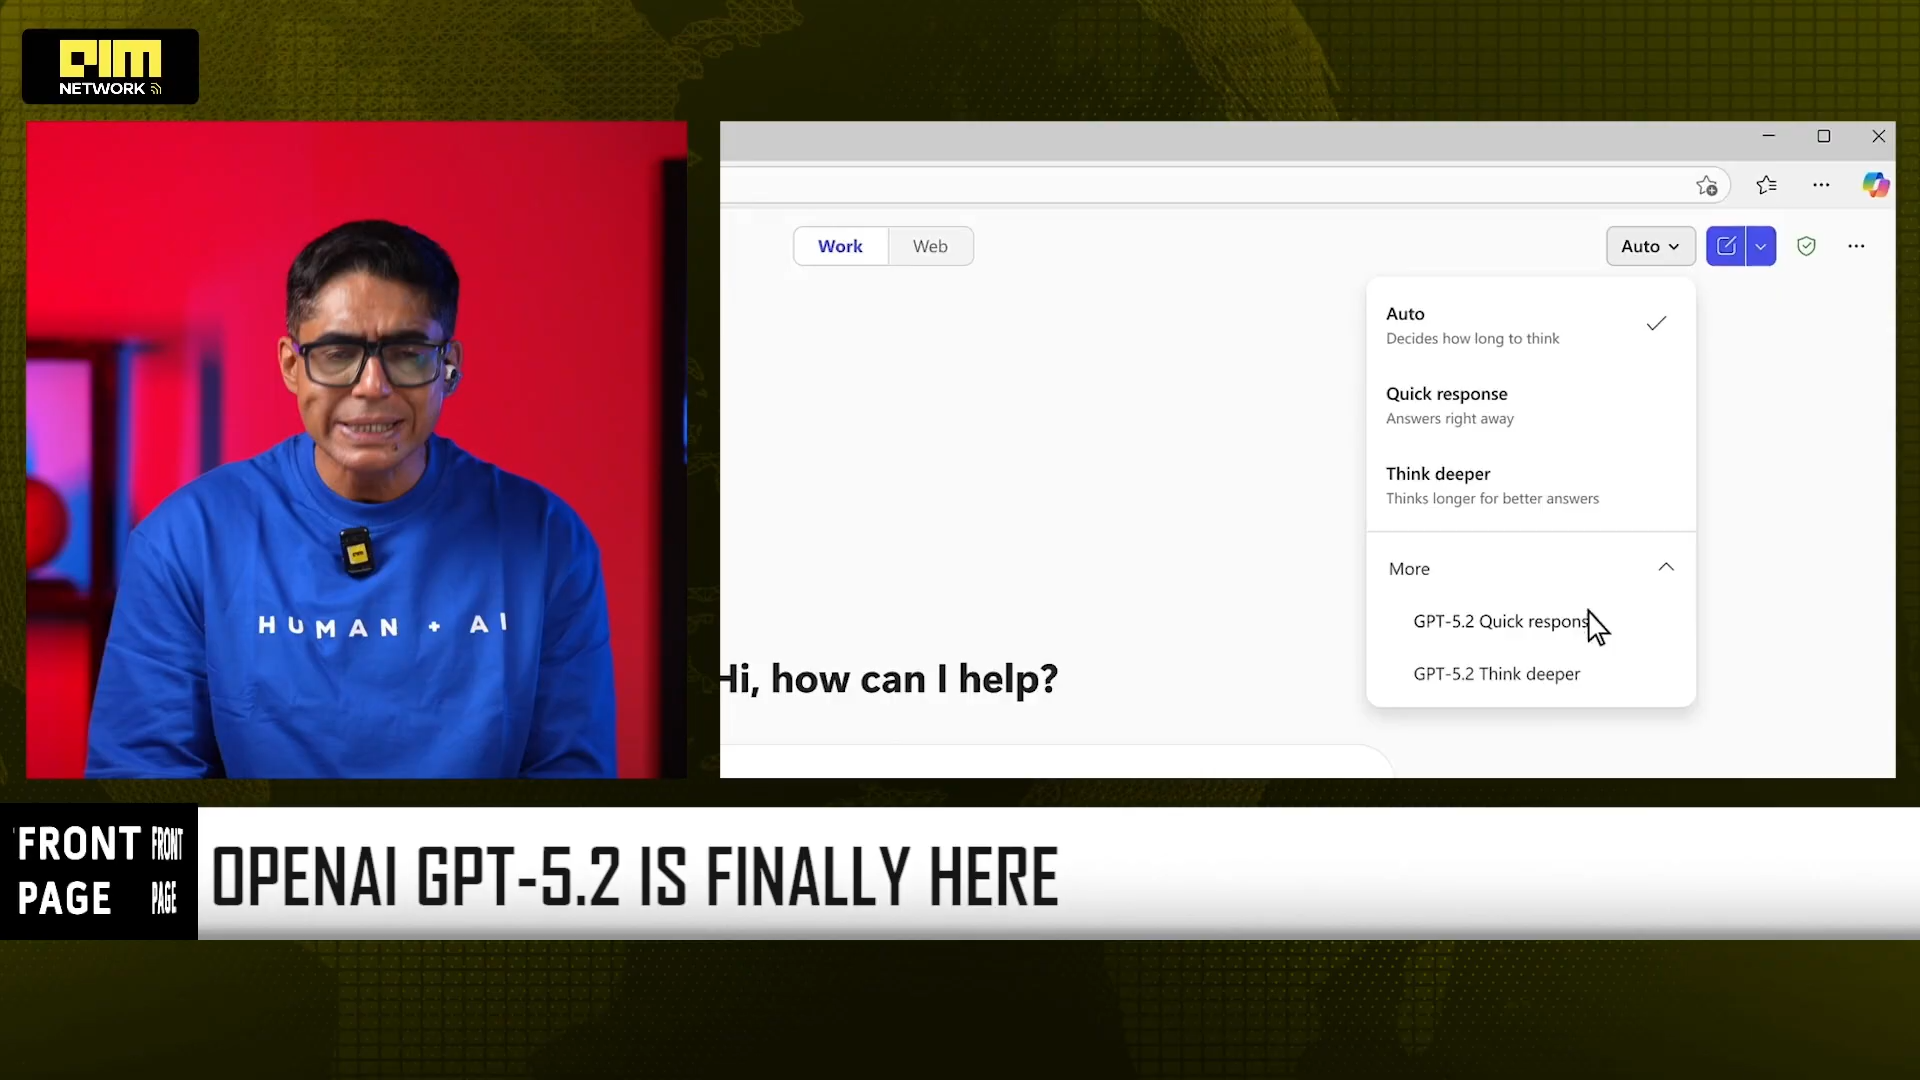 AIM
NETWORK
HUMAN + AI
Work
Web
Auto
Auto
Decides how long to think
Quick response
Answers right away
Think deeper
Thinks longer for better answers
More
GPT-5.2 Quick respons
GPT-5.2 Think deeper
Hi, how can I help?
FRONT
PAGE
FRONT
PAGE
OPENAI GPT-5.2 IS FINALLY HERE